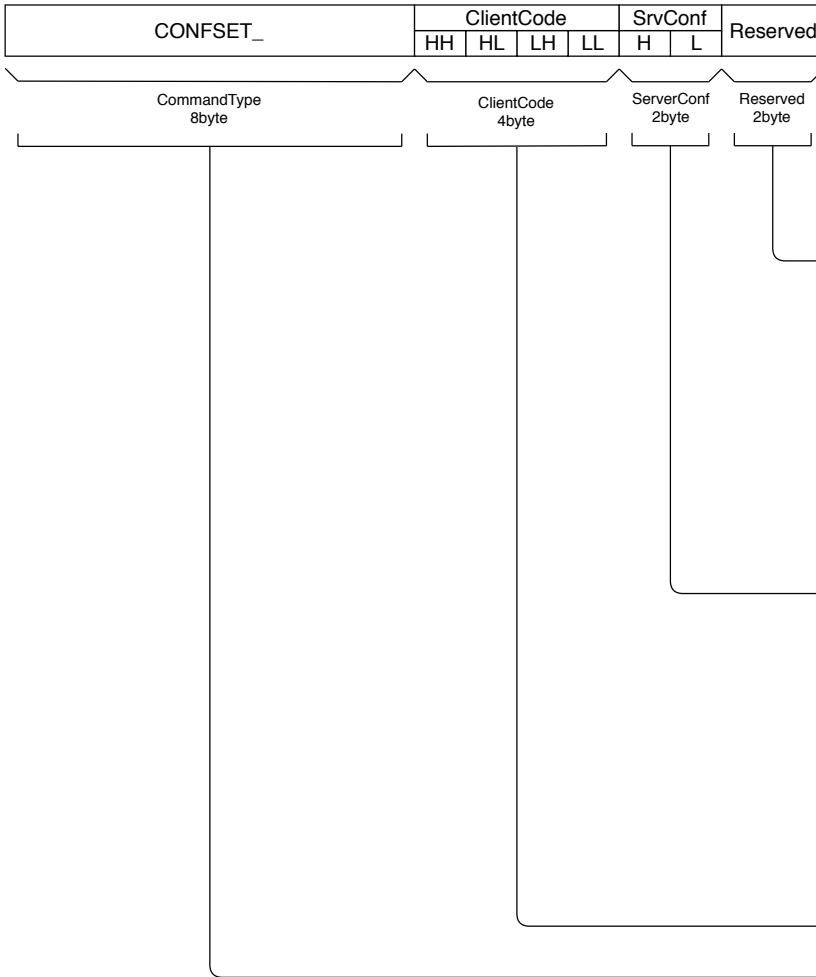 CONFSET_
ClientCode
SrvConf
Reserved
HH HL LH LL H L
CommandType
8byte
ClientCode
4byte
ServerConf
2byte
Reserved
2byte